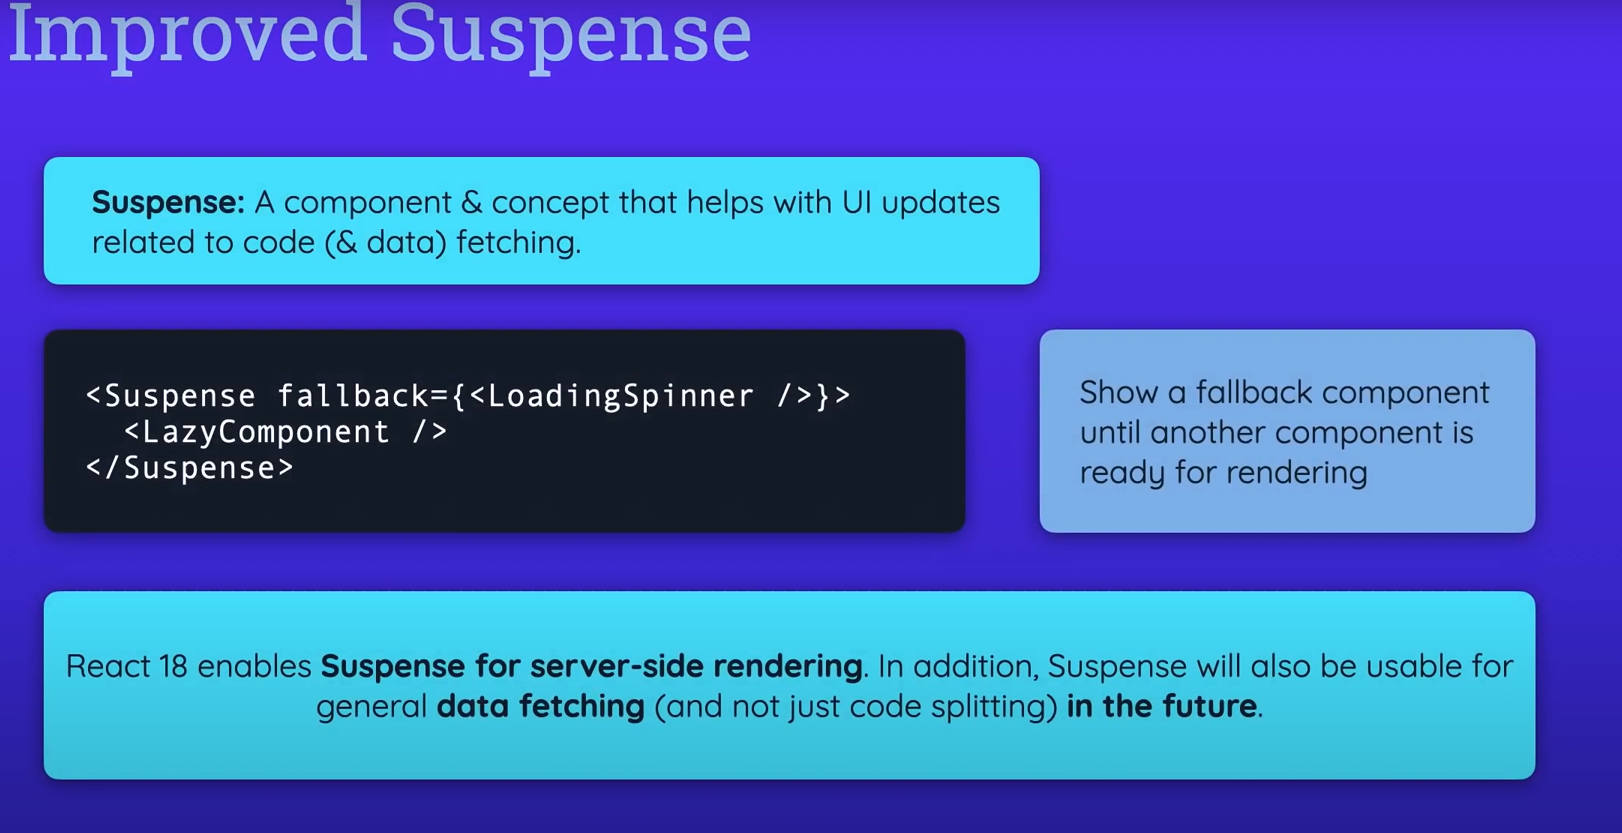 Improved Suspense
Suspense: A component & concept that helps with UI updates
related to code (& data) fetching.
<Suspense fallback={<LoadingSpinner />}>
  <LazyComponent />
</Suspense>
Show a fallback component
until another component is
ready for rendering
React 18 enables Suspense for server-side rendering. In addition, Suspense will also be usable for
general data fetching (and not just code splitting) in the future.